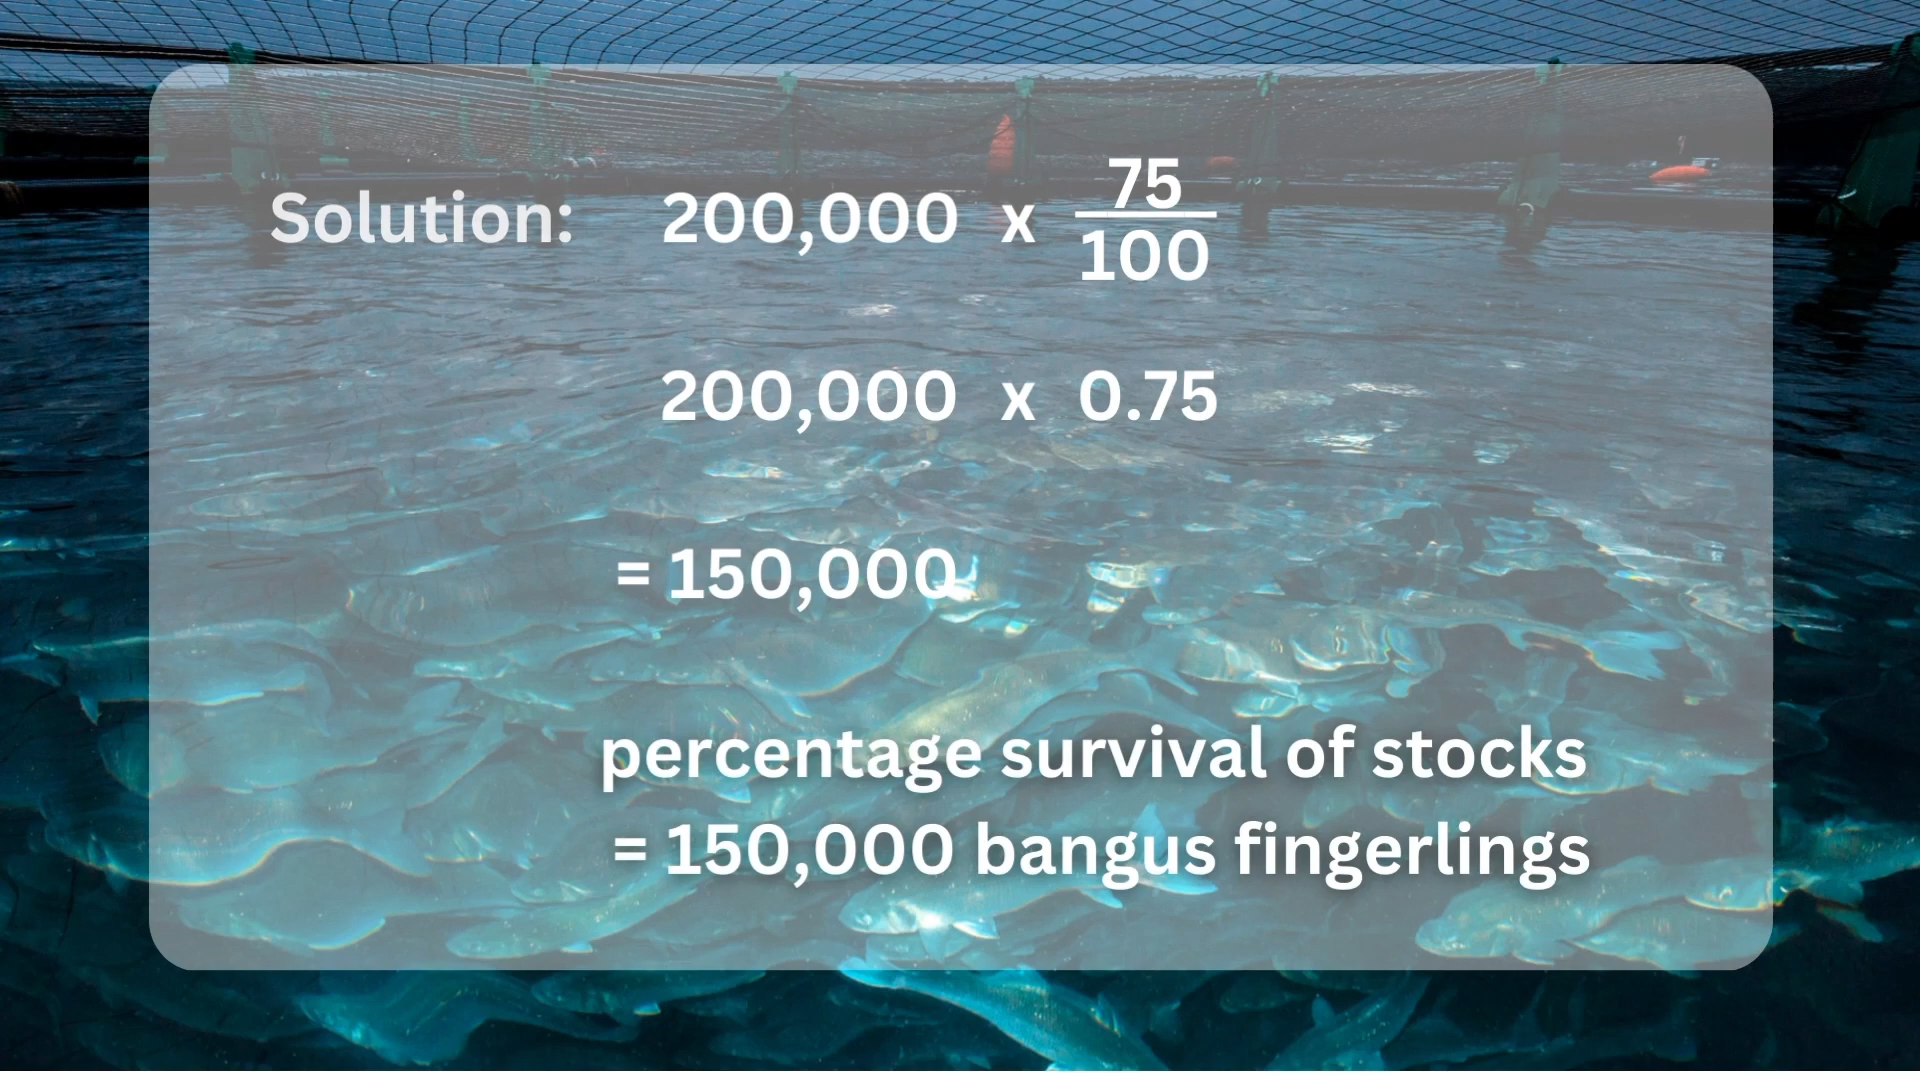 Solution: 200,000 x 75/100
200,000 x 0.75
= 150,000
percentage survival of stocks
= 150,000 bangus fingerlings